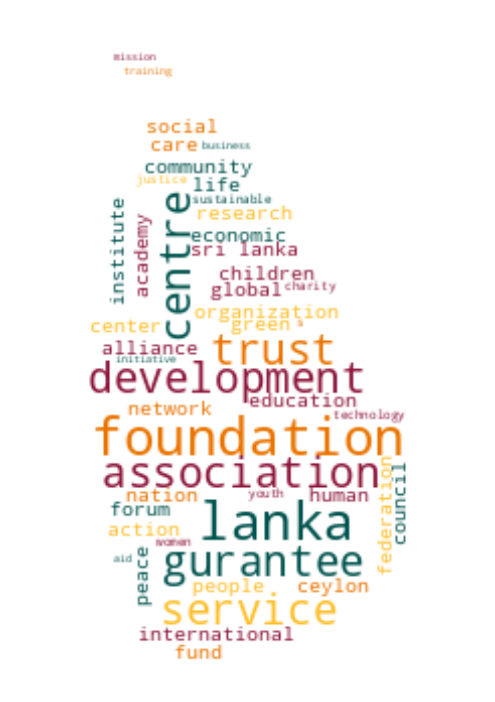 mission
training
social
care business
community
justice life
sustainable
institute academy centre research
economic
sri lanka
children
global charity
organization
center green
alliance trust
initiative
development
education
network technology
foundation
association
nation youth human
federation council
forum lanka
action
women
aid peace gurantee
people ceylon
service
international
fund